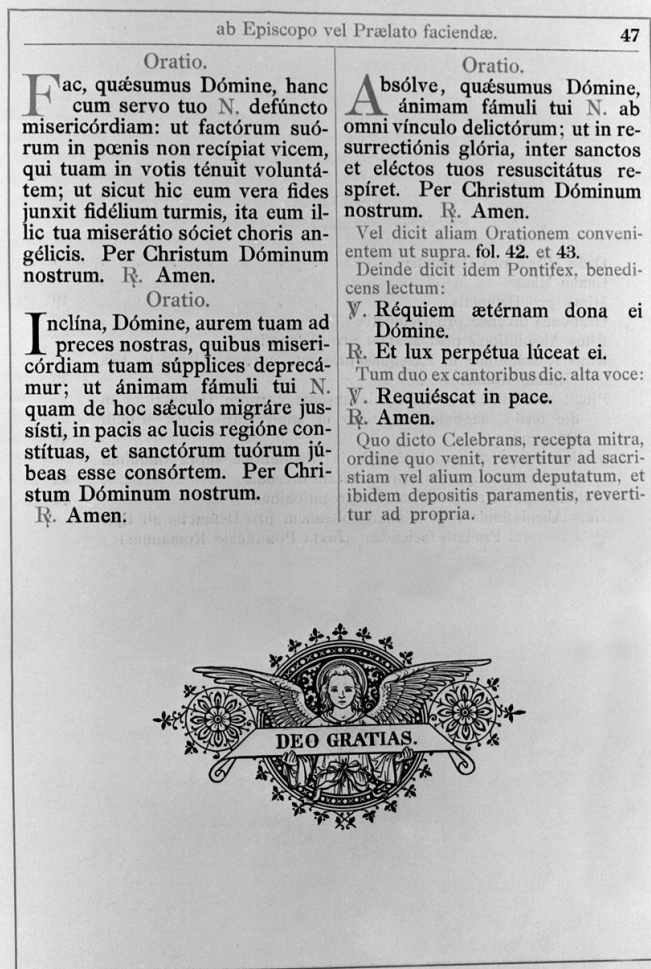 ab Episcopo vel Prælato faciendæ.
47
Oratio.
Fac, quǽsumus Dómine, hanc
cum servo tuo N. defúncto
misericórdiam: ut factórum suó-
rum in pœnis non recípiat vicem,
qui tuam in votis ténuit voluntá-
tem; ut sicut hic eum vera fides
junxit fidélium turmis, ita eum il-
lic tua miserátio sóciet choris an-
gélicis. Per Christum Dóminum
nostrum. ℟. Amen.
Oratio.
Inclína, Dómine, aurem tuam ad
preces nostras, quibus miseri-
córdiam tuam súpplices deprecá-
mur; ut ánimam fámuli tui N.
quam de hoc sǽculo migráre jus-
sísti, in pacis ac lucis regióne con-
stítuas, et sanctórum tuórum jú-
beas esse consórtem. Per Chri-
stum Dóminum nostrum.
℟. Amen.
Oratio.
Absólve, quǽsumus Dómine,
ánimam fámuli tui N. ab
omni vínculo delictórum; ut in re-
surrectiónis glória, inter sanctos
et eléctos tuos resuscitátus re-
spíret. Per Christum Dóminum
nostrum. ℟. Amen.
Vel dicit aliam Orationem conveni-
entem ut supra. fol. 42. et 43.
Deinde dicit idem Pontifex, benedi-
cens lectum:
℣. Réquiem ætérnam dona ei
Dómine.
℟. Et lux perpétua lúceat ei.
Tum duo ex cantoribus dic. alta voce:
℣. Requiéscat in pace.
℟. Amen.
Quo dicto Celebrans, recepta mitra,
ordine quo venit, revertitur ad sacri-
stiam vel alium locum deputatum, et
ibidem depositis paramentis, reverti-
tur ad propria.
DEO GRATIAS.